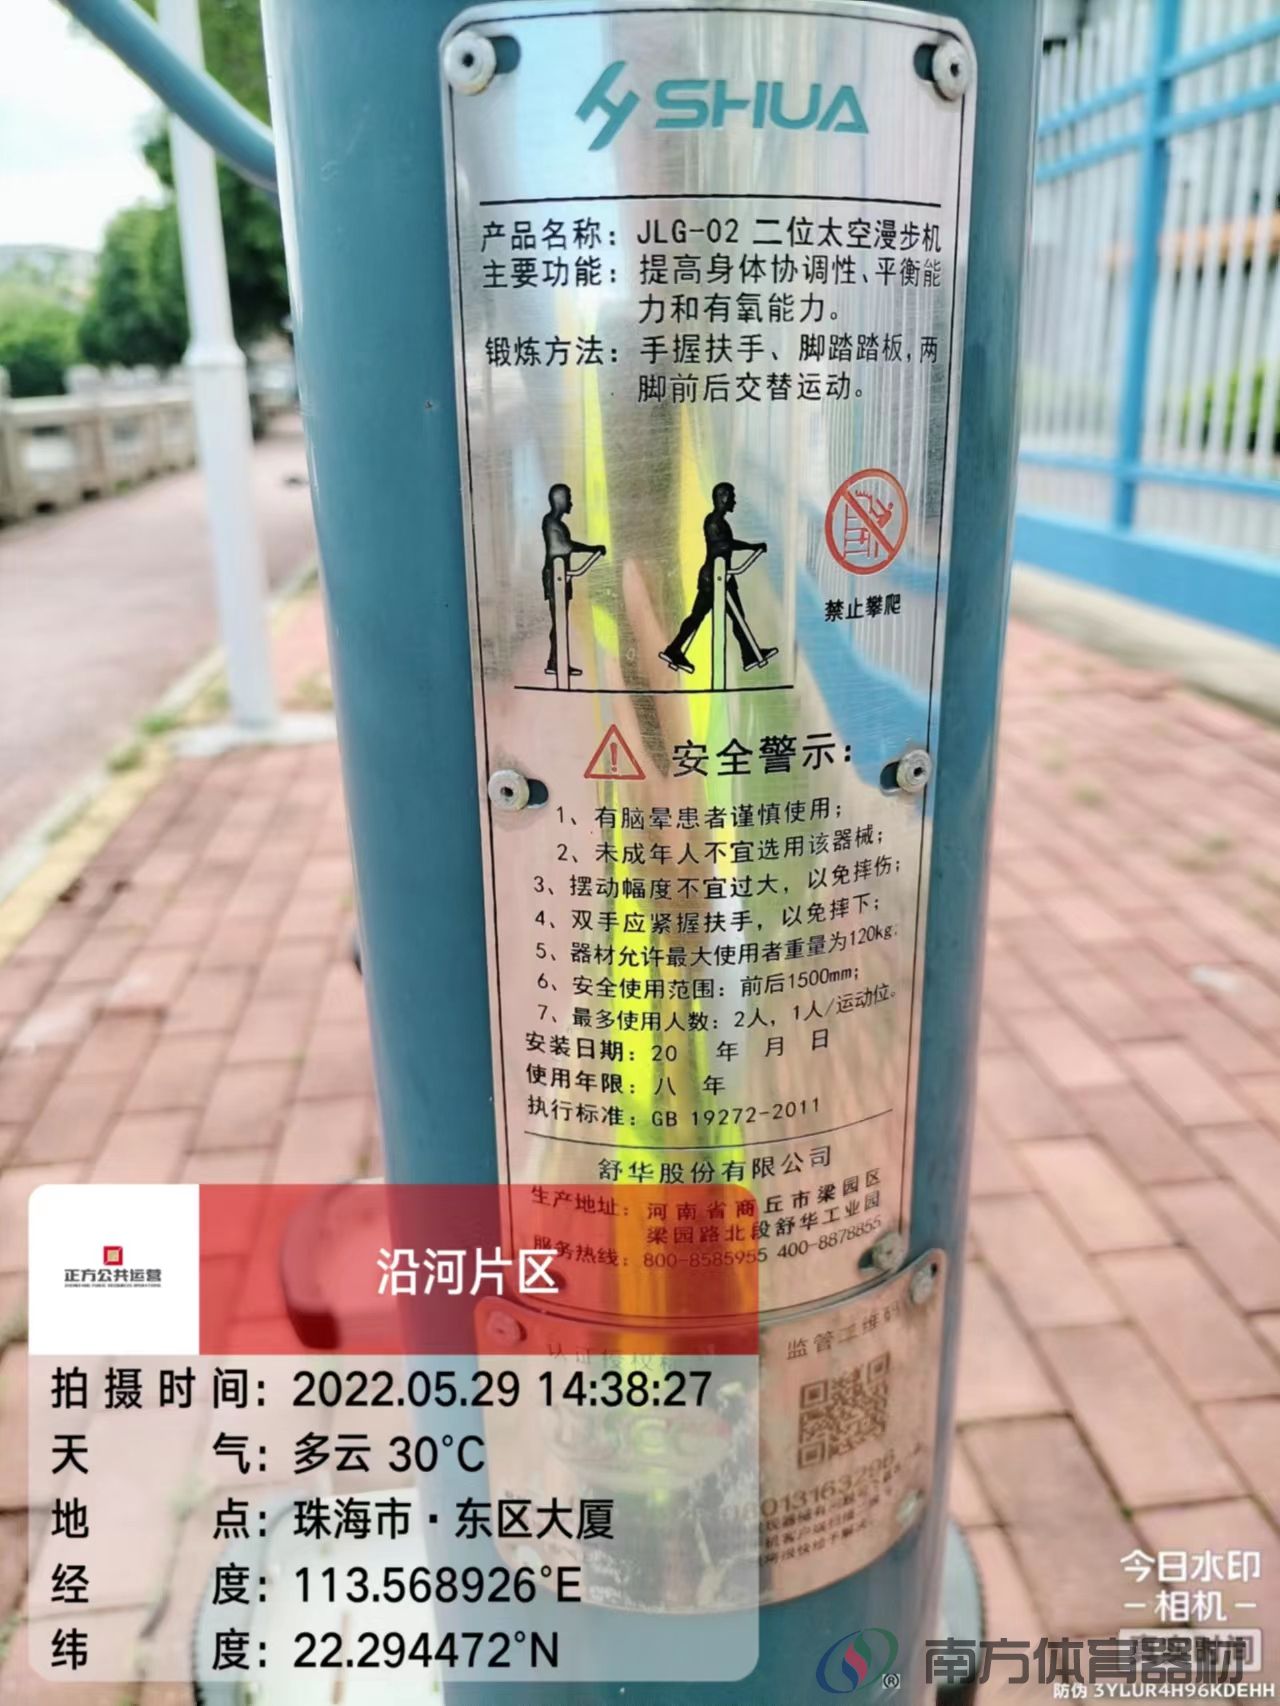 SHUA
产品名称：JLG-02 二位太空漫步机
主要功能：提高身体协调性、平衡能
力和有氧能力。
锻炼方法：手握扶手、脚踏踏板,两
脚前后交替运动。
禁止攀爬
安全警示：
1、有脑晕患者谨慎使用；
2、未成年人不宜选用该器械；
3、摆动幅度不宜过大，以免摔伤；
4、双手应紧握扶手，以免摔下；
5、器材允许最大使用者重量为120kg；
6、安全使用范围：前后1500mm；
7、最多使用人数：2人，1人/运动位。
安装日期：20 年 月 日
使用年限：八 年
执行标准：GB 19272-2011
舒华股份有限公司
生产地址：河南省商丘市梁园区
梁园路北段舒华工业园
服务热线：800-8585955 400-8878855
监管二维码
正方公共运营
沿河片区
拍摄时间：2022.05.29 14:38:27
天气：多云 30°C
地点：珠海市·东区大厦
经度：113.568926°E
纬度：22.294472°N
今日水印
-相机-
南方体育器材
®
防伪 3YLUR4H96KDEHH